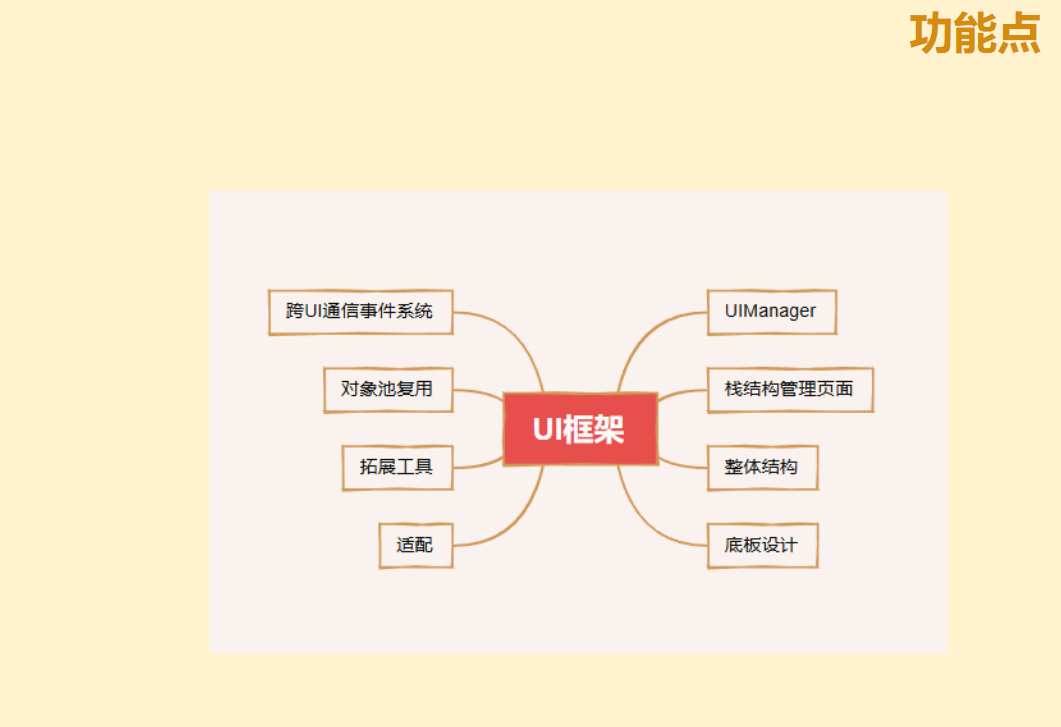 功能点
跨UI通信事件系统
对象池复用
拓展工具
适配
UI框架
UIManager
栈结构管理页面
整体结构
底板设计